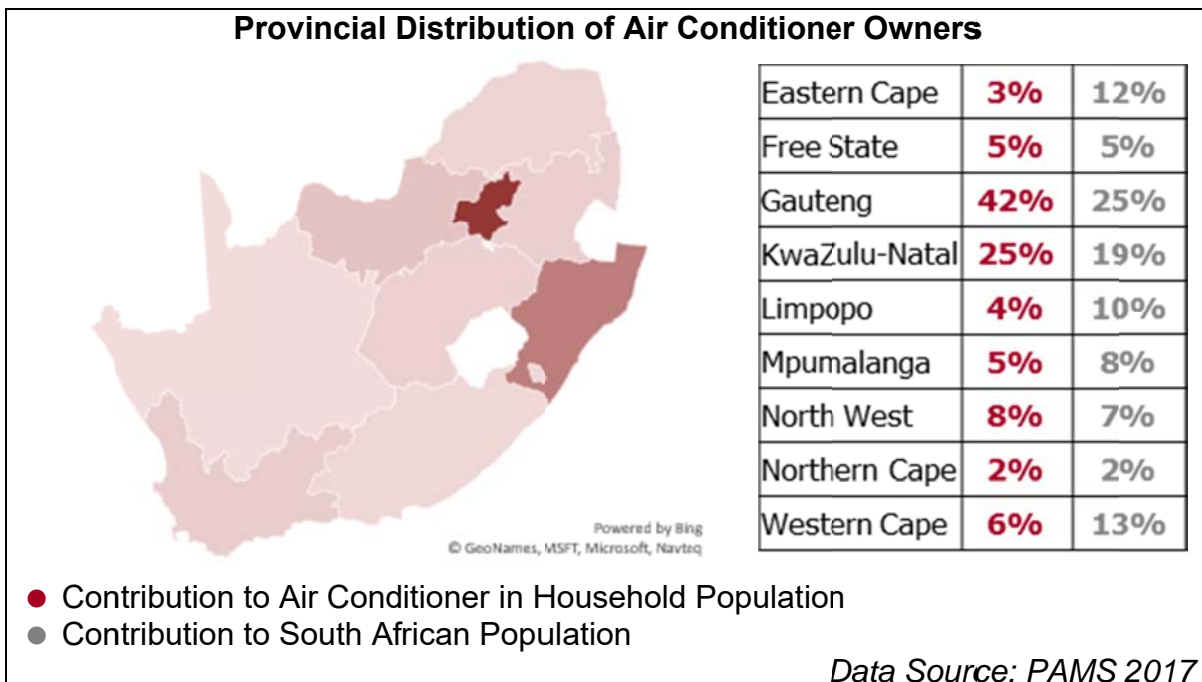 Provincial Distribution of Air Conditioner Owners
Eastern Cape 3% 12%
Free State 5% 5%
Gauteng 42% 25%
KwaZulu-Natal 25% 19%
Limpopo 4% 10%
Mpumalanga 5% 8%
North West 8% 7%
Northern Cape 2% 2%
Western Cape 6% 13%
Powered by Bing
© GeoNames, MSFT, Microsoft, Navteq
Contribution to Air Conditioner in Household Population
Contribution to South African Population
Data Source: PAMS 2017